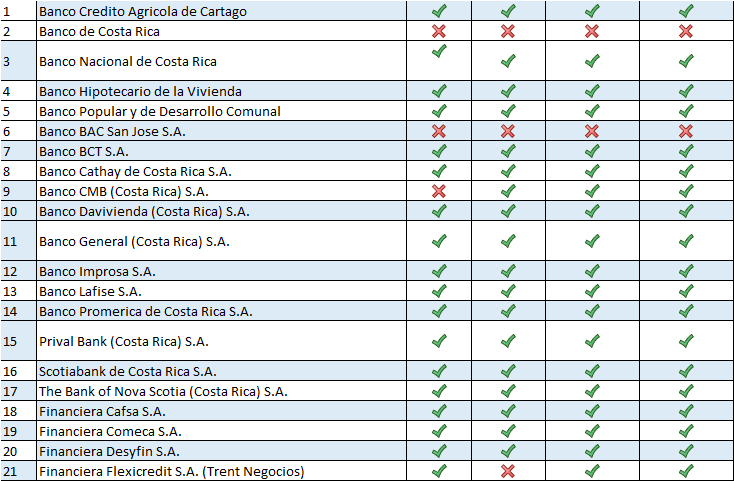 1 Banco Credito Agricola de Cartago
2 Banco de Costa Rica
3 Banco Nacional de Costa Rica
4 Banco Hipotecario de la Vivienda
5 Banco Popular y de Desarrollo Comunal
6 Banco BAC San Jose S.A.
7 Banco BCT S.A.
8 Banco Cathay de Costa Rica S.A.
9 Banco CMB (Costa Rica) S.A.
10 Banco Davivienda (Costa Rica) S.A.
11 Banco General (Costa Rica) S.A.
12 Banco Improsa S.A.
13 Banco Lafise S.A.
14 Banco Promerica de Costa Rica S.A.
15 Prival Bank (Costa Rica) S.A.
16 Scotiabank de Costa Rica S.A.
17 The Bank of Nova Scotia (Costa Rica) S.A.
18 Financiera Cafsa S.A.
19 Financiera Comeca S.A.
20 Financiera Desyfin S.A.
21 Financiera Flexicredit S.A. (Trent Negocios)